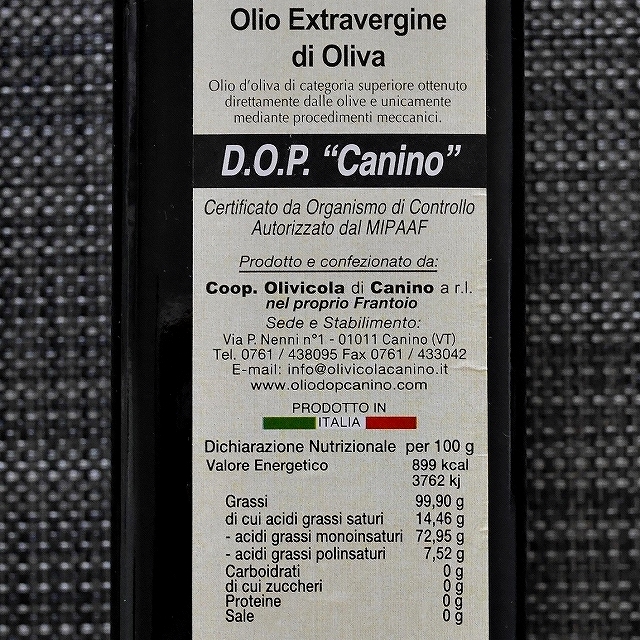 Olio Extravergine
di Oliva
Olio d'oliva di categoria superiore ottenuto
direttamente dalle olive e unicamente
mediante procedimenti meccanici.
D.O.P. “Canino”
Certificato da Organismo di Controllo
Autorizzato dal MIPAAF
Prodotto e confezionato da:
Coop. Olivicola di Canino a r.l.
nel proprio Frantoio
Sede e Stabilimento:
Via P. Nenni n°1 - 01011 Canino (VT)
Tel. 0761 / 438095 Fax 0761 / 433042
E-mail: info@olivicolacanino.it
www.oliodopcanino.com
PRODOTTO IN
ITALIA
Dichiarazione Nutrizionale per 100 g
Valore Energetico 899 kcal
3762 kj
Grassi 99,90 g
di cui acidi grassi saturi 14,46 g
- acidi grassi monoinsaturi 72,95 g
- acidi grassi polinsaturi 7,52 g
Carboidrati 0 g
di cui zuccheri 0 g
Proteine 0 g
Sale 0 g